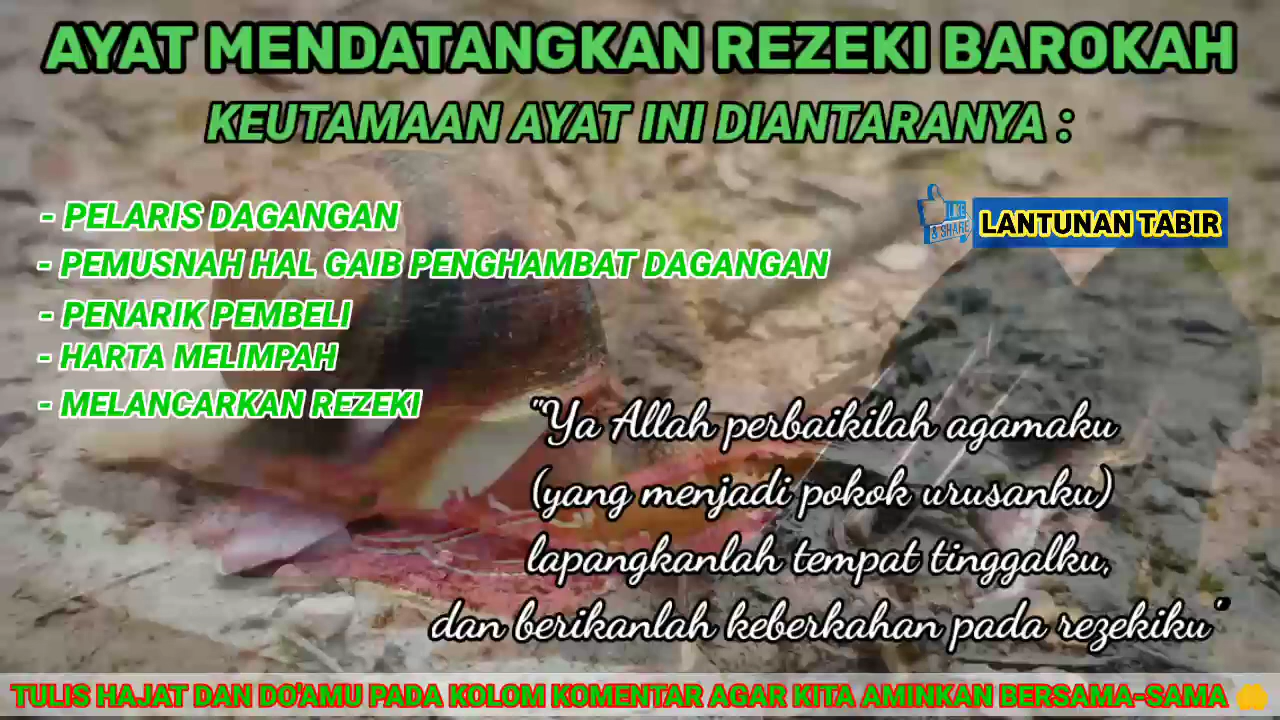 AYAT MENDATANGKAN REZEKI BAROKAH
KEUTAMAAN AYAT INI DIANTARANYA :
- PELARIS DAGANGAN
LIKE
& SHARE
LANTUNAN TABIR
- PEMUSNAH HAL GAIB PENGHAMBAT DAGANGAN
- PENARIK PEMBELI
- HARTA MELIMPAH
- MELANCARKAN REZEKI
"Ya Allah perbaikilah agamaku
(yang menjadi pokok urusanku)
lapangkanlah tempat tinggalku,
dan berikanlah keberkahan pada rezekiku"
TULIS HAJAT DAN DO'AMU PADA KOLOM KOMENTAR AGAR KITA AMINKAN BERSAMA-SAMA 🤲